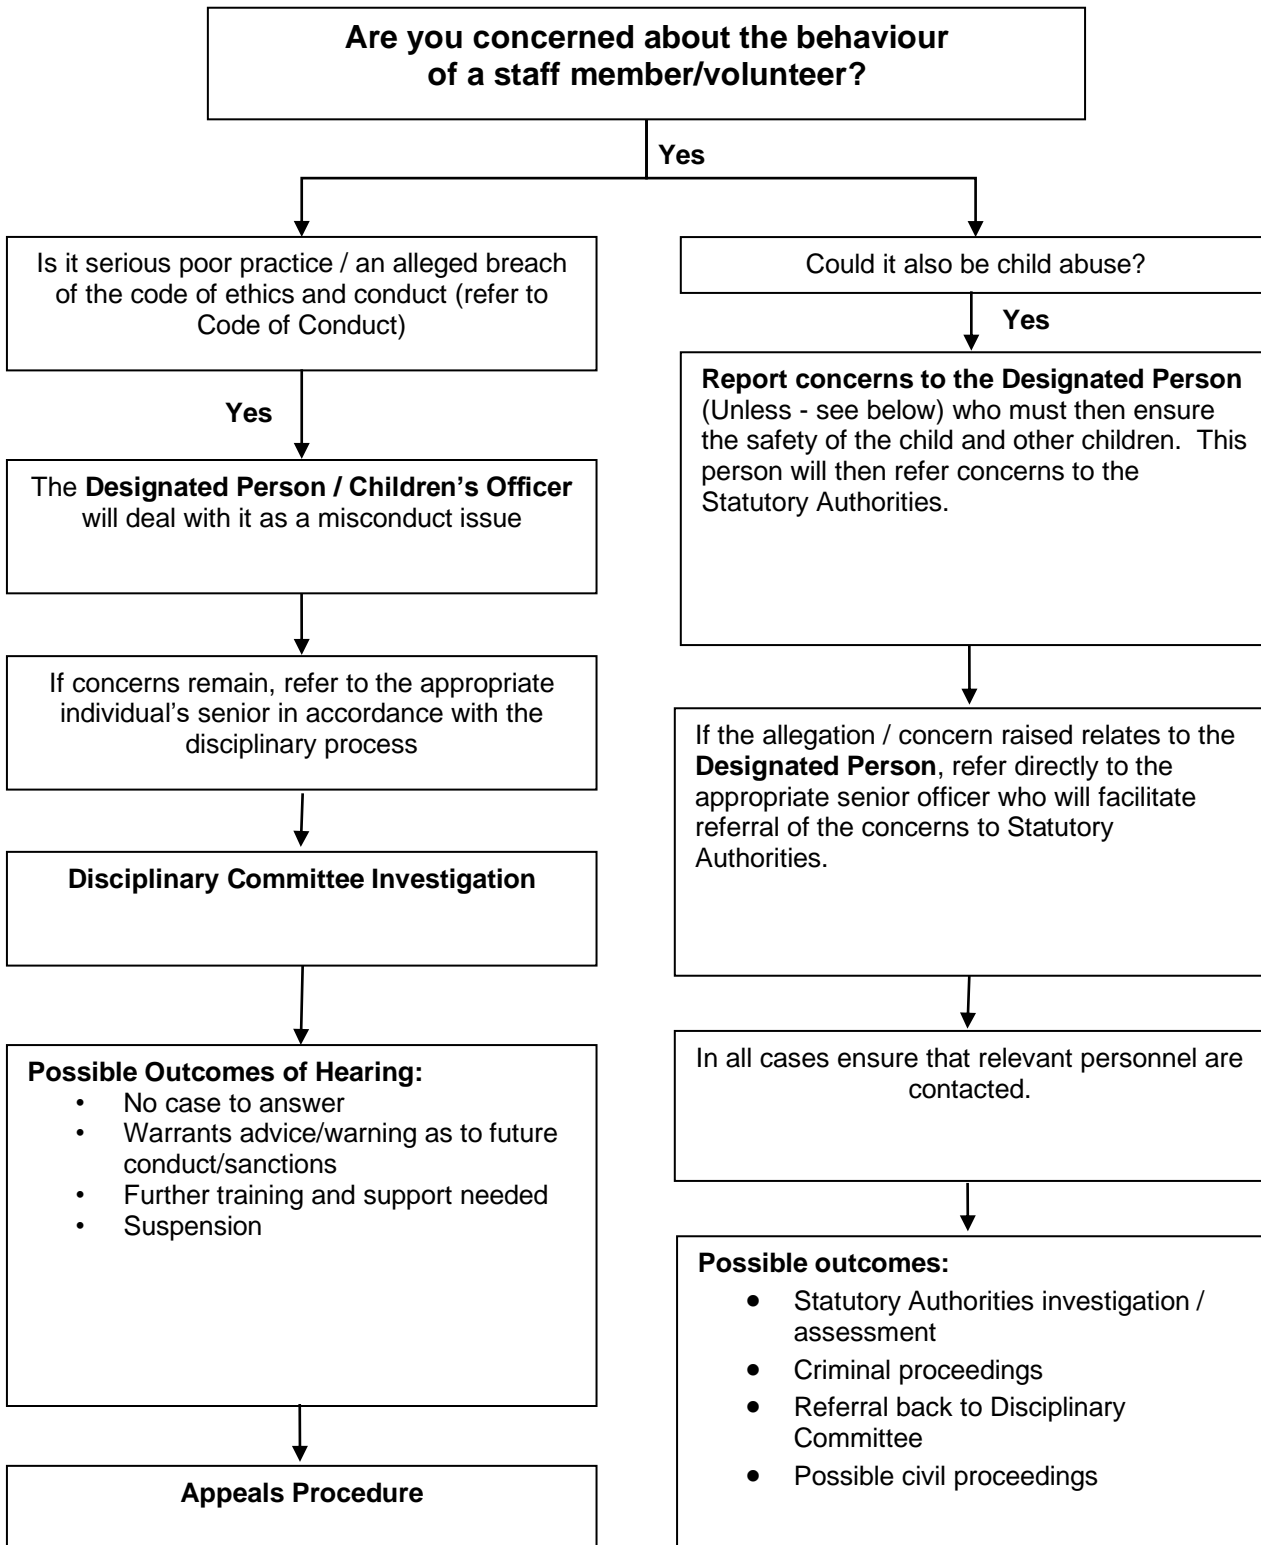 Are you concerned about the behaviour
of a staff member/volunteer?
Yes
Is it serious poor practice / an alleged breach
of the code of ethics and conduct (refer to
Code of Conduct)
Yes
The Designated Person / Children’s Officer
will deal with it as a misconduct issue
If concerns remain, refer to the appropriate
individual’s senior in accordance with the
disciplinary process
Disciplinary Committee Investigation
Possible Outcomes of Hearing:
• No case to answer
• Warrants advice/warning as to future
conduct/sanctions
• Further training and support needed
• Suspension
Appeals Procedure
Could it also be child abuse?
Yes
Report concerns to the Designated Person
(Unless - see below) who must then ensure
the safety of the child and other children.  This
person will then refer concerns to the
Statutory Authorities.
If the allegation / concern raised relates to the
Designated Person, refer directly to the
appropriate senior officer who will facilitate
referral of the concerns to Statutory
Authorities.
In all cases ensure that relevant personnel are
contacted.
Possible outcomes:
● Statutory Authorities investigation /
assessment
● Criminal proceedings
● Referral back to Disciplinary
Committee
● Possible civil proceedings